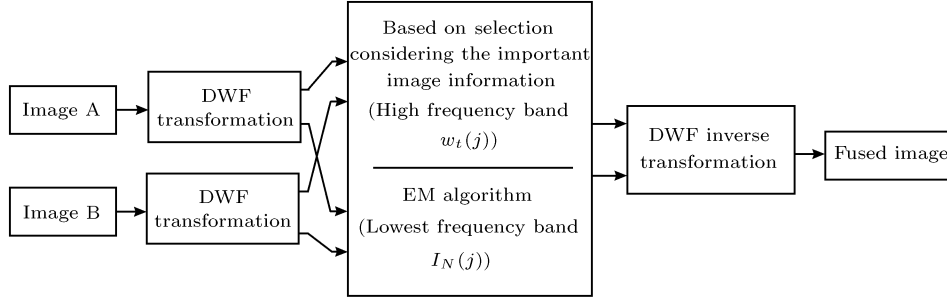 Image A
DWF
transformation
Image B
DWF
transformation
Based on selection
considering the important
image information
(High frequency band
w_t(j))
EM algorithm
(Lowest frequency band
I_N(j))
DWF inverse
transformation
Fused image